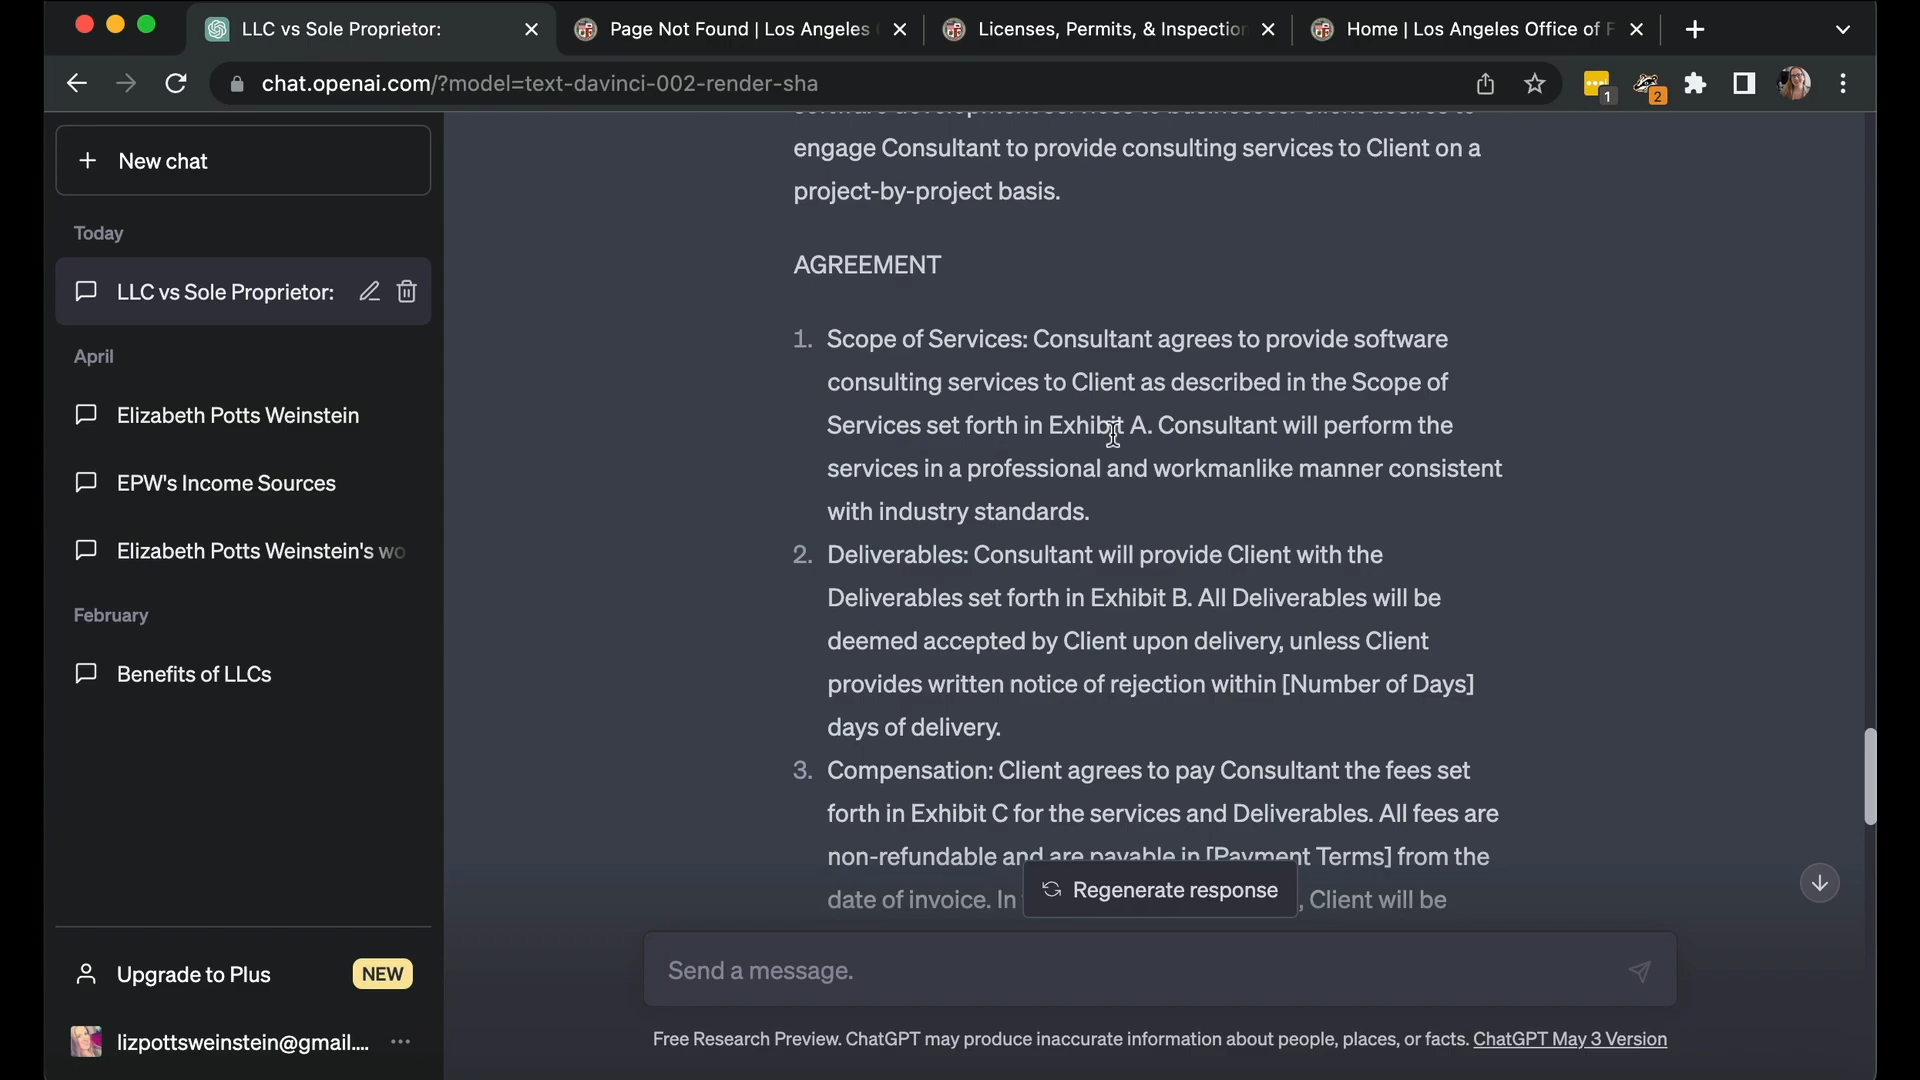 LLC vs Sole Proprietor:
Page Not Found | Los Angeles
Licenses, Permits, & Inspection
Home | Los Angeles Office of F
chat.openai.com/?model=text-davinci-002-render-sha
1
2
+ New chat
Today
LLC vs Sole Proprietor:
April
Elizabeth Potts Weinstein
EPW's Income Sources
Elizabeth Potts Weinstein's wo
February
Benefits of LLCs
Upgrade to Plus NEW
lizpottsweinstein@gmail....
software development services to businesses. Client desires to
engage Consultant to provide consulting services to Client on a
project-by-project basis.
AGREEMENT
1. Scope of Services: Consultant agrees to provide software
consulting services to Client as described in the Scope of
Services set forth in Exhibit A. Consultant will perform the
services in a professional and workmanlike manner consistent
with industry standards.
2. Deliverables: Consultant will provide Client with the
Deliverables set forth in Exhibit B. All Deliverables will be
deemed accepted by Client upon delivery, unless Client
provides written notice of rejection within [Number of Days]
days of delivery.
3. Compensation: Client agrees to pay Consultant the fees set
forth in Exhibit C for the services and Deliverables. All fees are
non-refundable and are payable in [Payment Terms] from the
date of invoice. In , Client will be
Regenerate response
Send a message.
Free Research Preview. ChatGPT may produce inaccurate information about people, places, or facts. ChatGPT May 3 Version